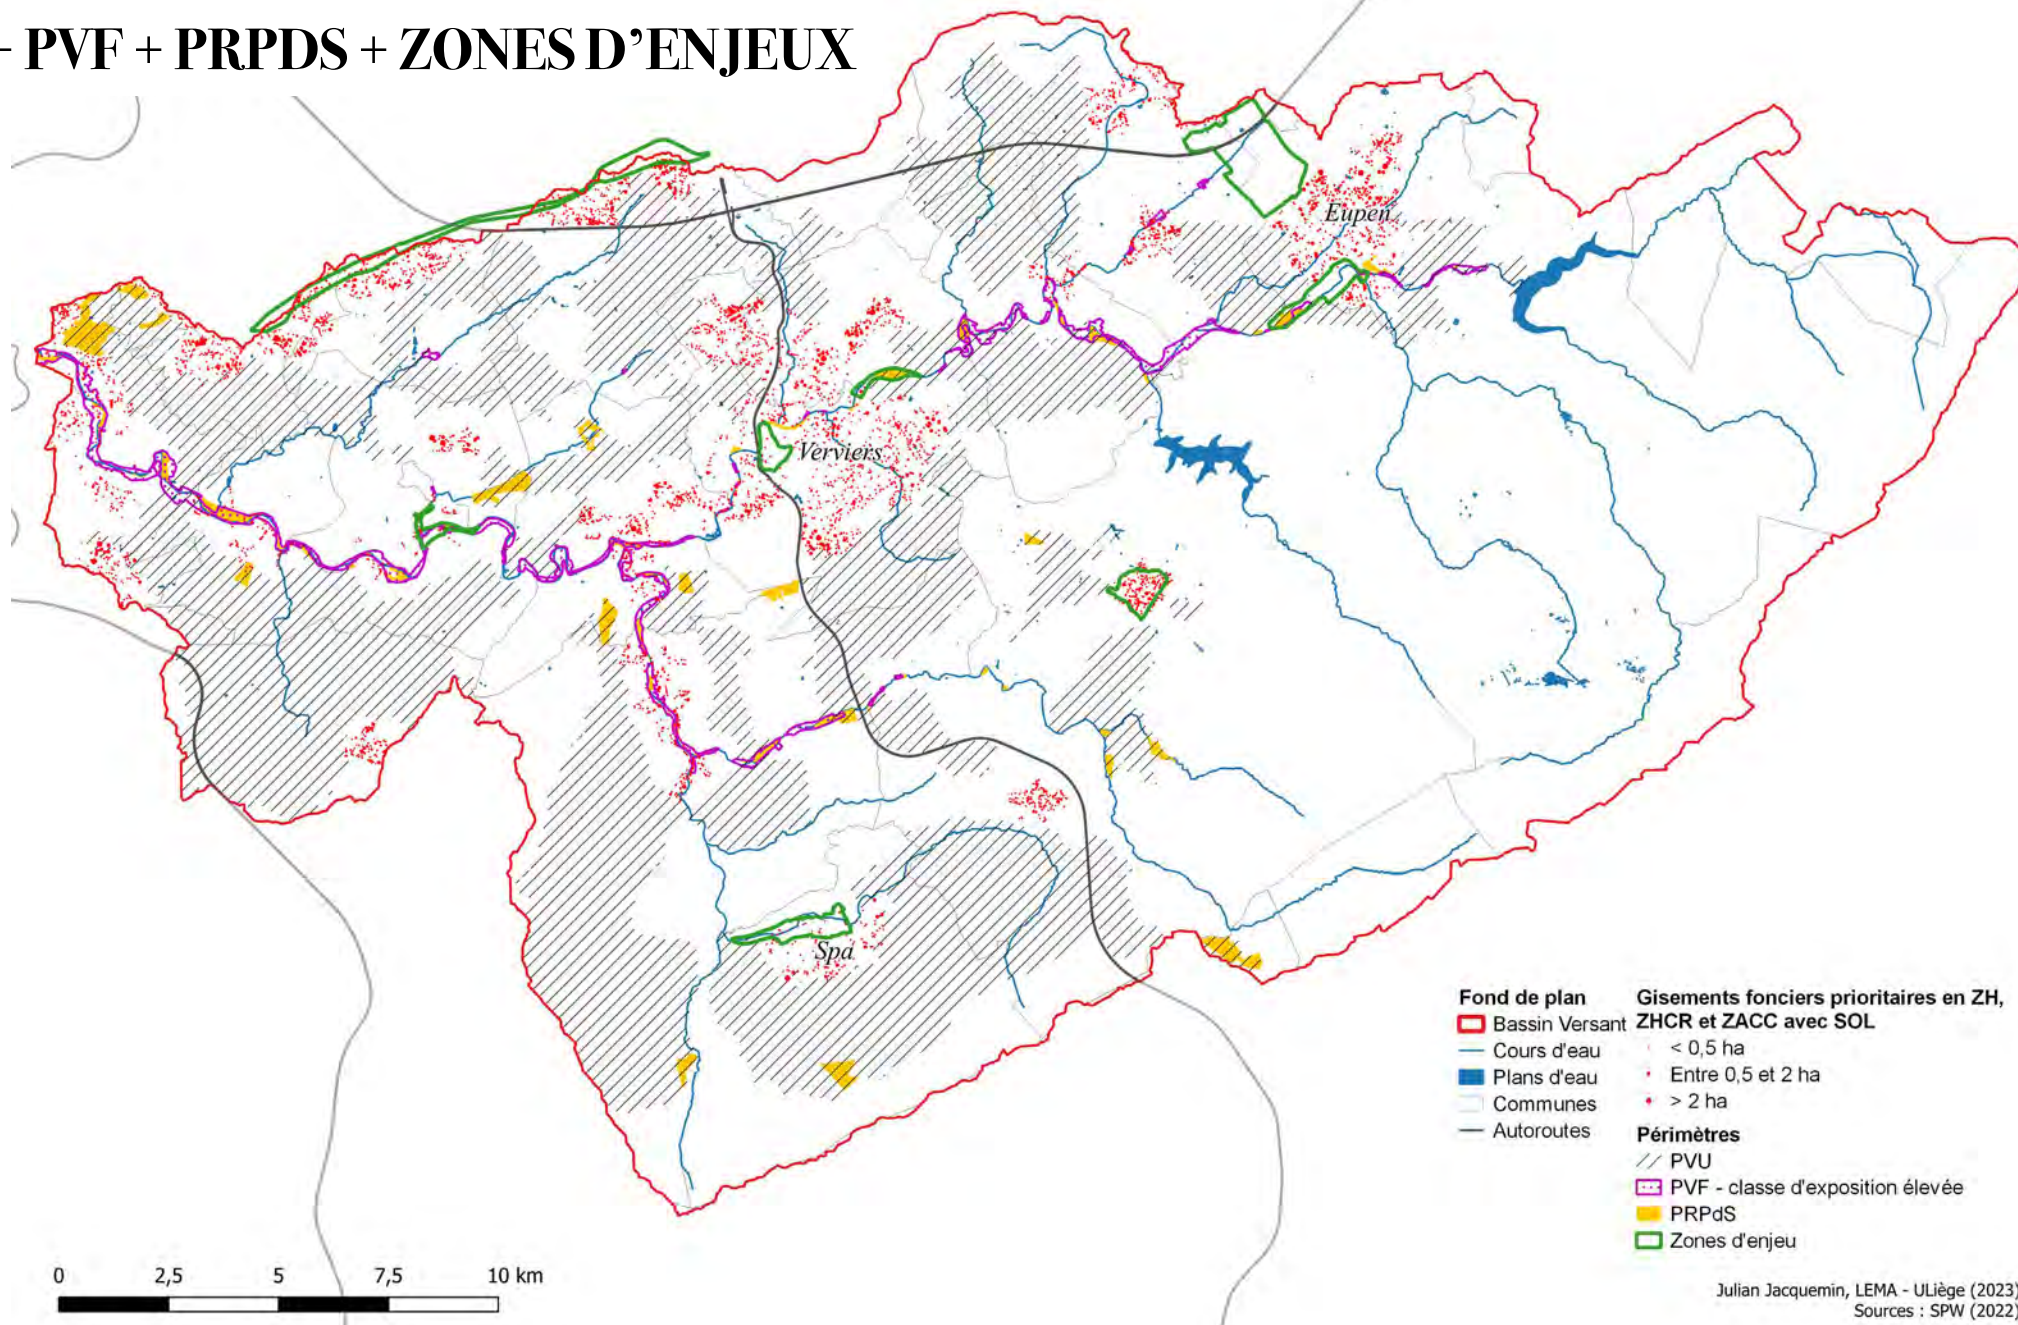 - PVF + PRPDS + ZONES D’ENJEUX
Eupen
Verviers
Spa
Fond de plan
Bassin Versant
Cours d'eau
Plans d'eau
Communes
Autoroutes
Gisements fonciers prioritaires en ZH,
ZHCR et ZACC avec SOL
< 0,5 ha
Entre 0,5 et 2 ha
> 2 ha
Périmètres
PVU
PVF - classe d'exposition élevée
PRPdS
Zones d'enjeu
0 2,5 5 7,5 10 km
Julian Jacquemin, LEMA - ULiège (2023)
Sources : SPW (2022)